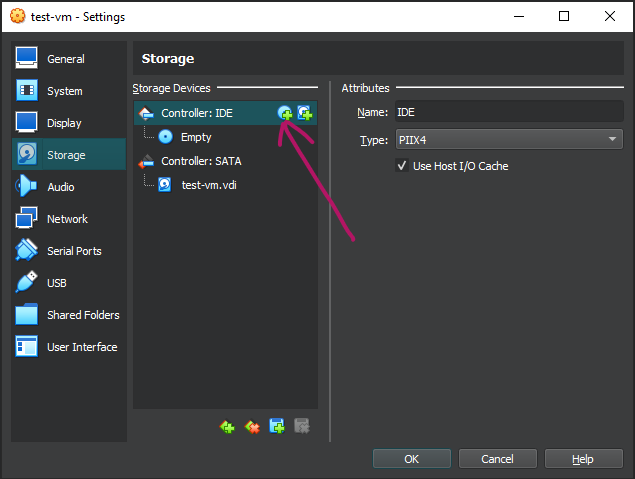 test-vm - Settings
General
System
Display
Storage
Audio
Network
Serial Ports
USB
Shared Folders
User Interface
Storage
Storage Devices
Controller: IDE
Empty
Controller: SATA
test-vm.vdi
Attributes
Name: IDE
Type: PIIX4
Use Host I/O Cache
OK Cancel Help